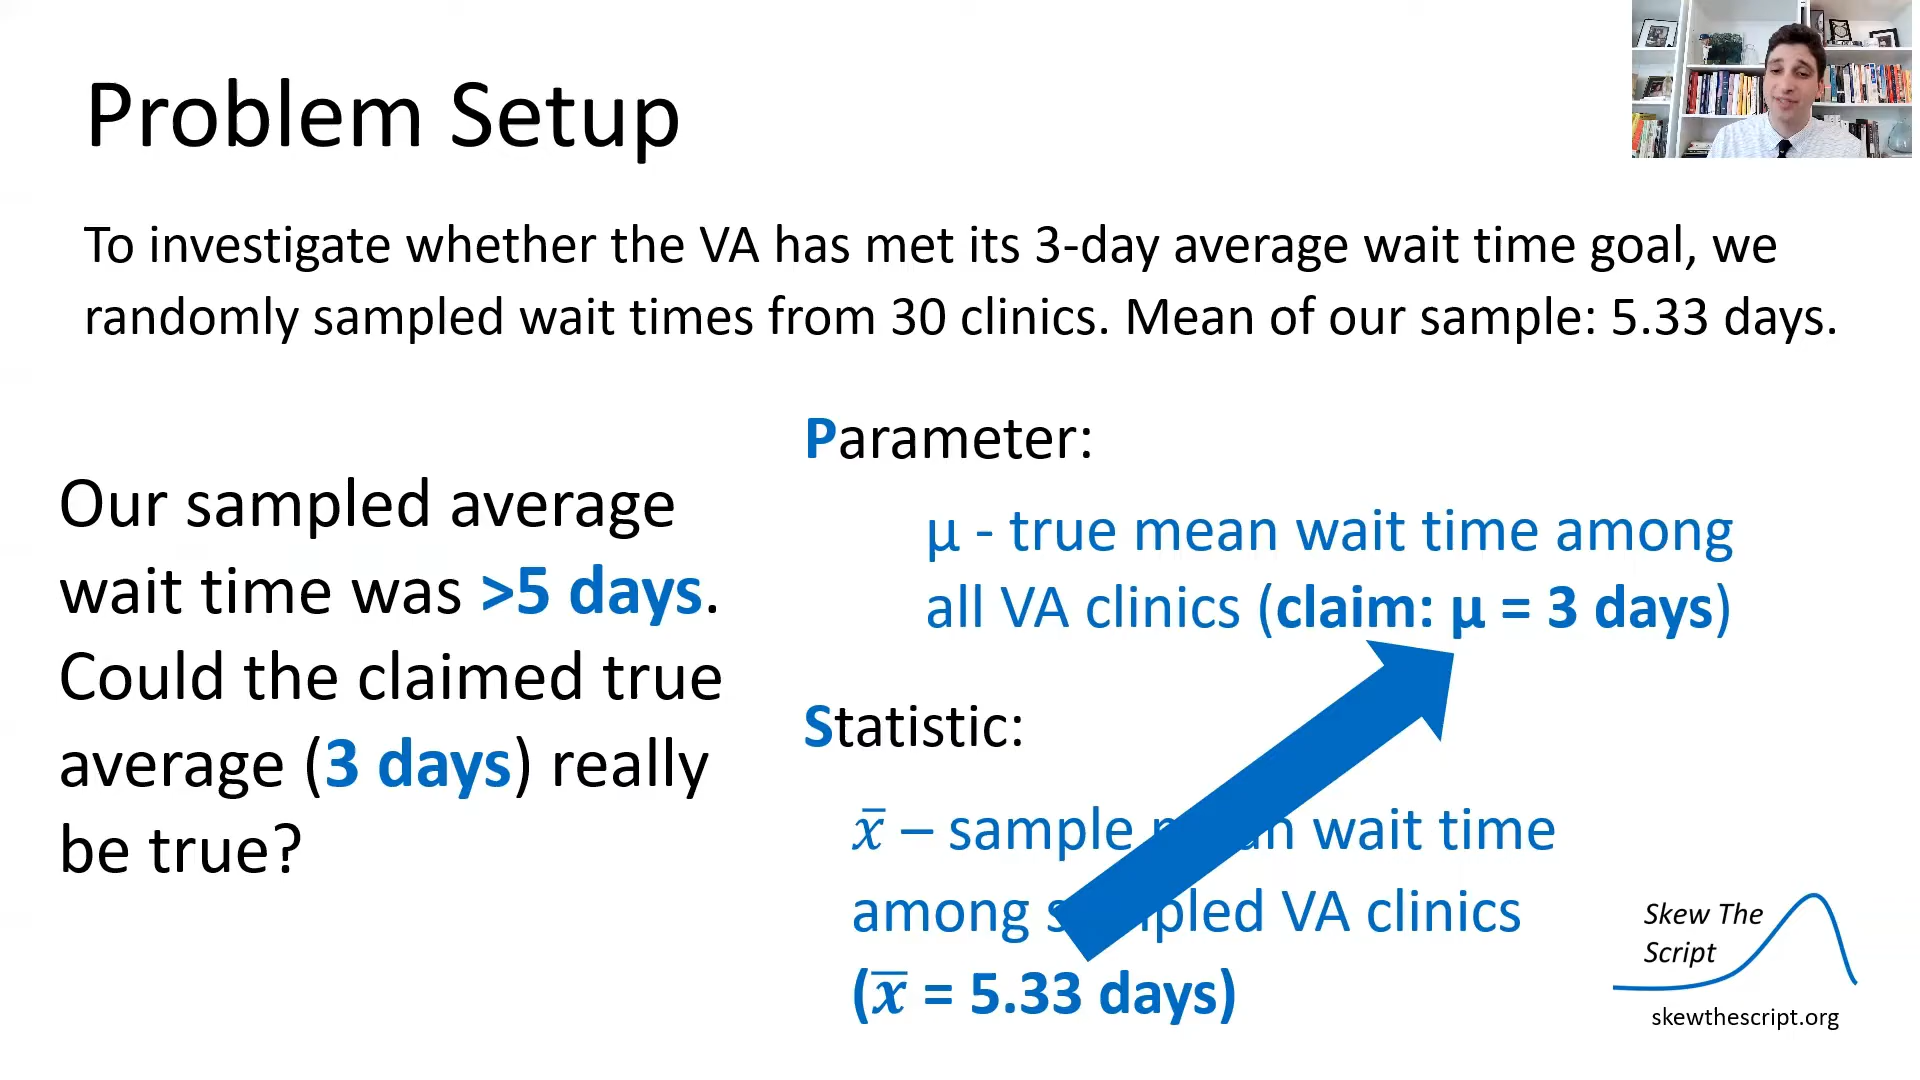 Problem Setup
To investigate whether the VA has met its 3-day average wait time goal, we
randomly sampled wait times from 30 clinics. Mean of our sample: 5.33 days.
Our sampled average
wait time was >5 days.
Could the claimed true
average (3 days) really
be true?
Parameter:
μ - true mean wait time among
all VA clinics (claim: μ = 3 days)
Statistic:
x̅ – sample mean wait time
among sampled VA clinics
(x̅ = 5.33 days)
Skew The
Script
skewthescript.org